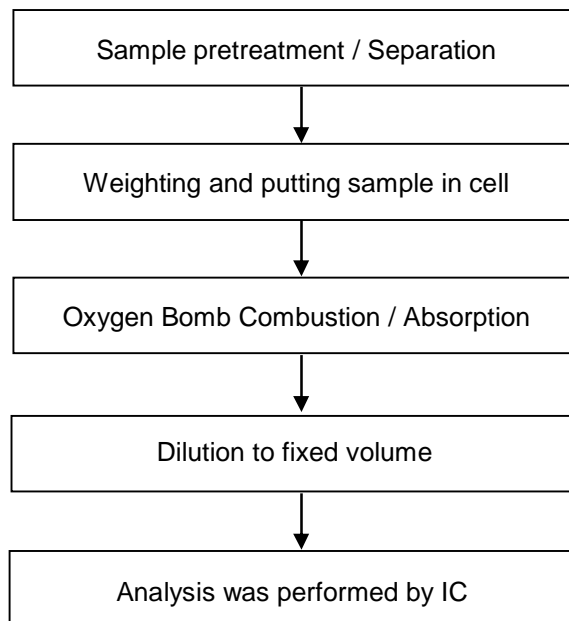 Sample pretreatment / Separation
Weighting and putting sample in cell
Oxygen Bomb Combustion / Absorption
Dilution to fixed volume
Analysis was performed by IC